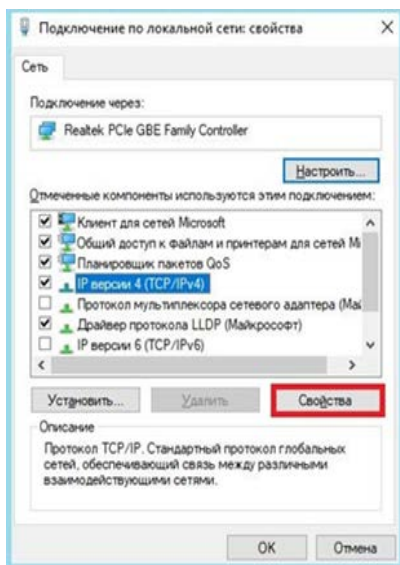 Подключение по локальной сети: свойства
Сеть
Подключение через:
Realtek PCIe GBE Family Controller
Настроить...
Отмеченные компоненты используются этим подключением:
Клиент для сетей Microsoft
Общий доступ к файлам и принтерам для сетей Mi
Планировщик пакетов QoS
IP версии 4 (TCP/IPv4)
Протокол мультиплексора сетевого адаптера (Май
Драйвер протокола LLDP (Майкрософт)
IP версии 6 (TCP/IPv6)
Установить...
Удалить
Свойства
Описание
Протокол TCP/IP. Стандартный протокол глобальных
сетей, обеспечивающий связь между различными
взаимодействующими сетями.
OK
Отмена